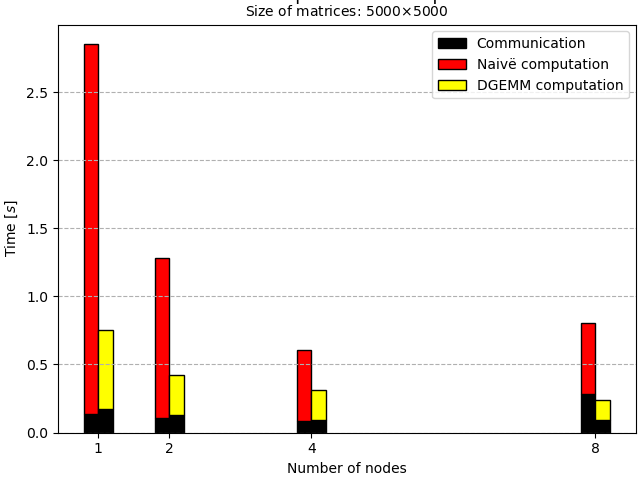 Size of matrices: 5000×5000
Communication
Naivë computation
DGEMM computation
Time [s]
2.5
2.0
1.5
1.0
0.5
0.0
1 2 4 8
Number of nodes